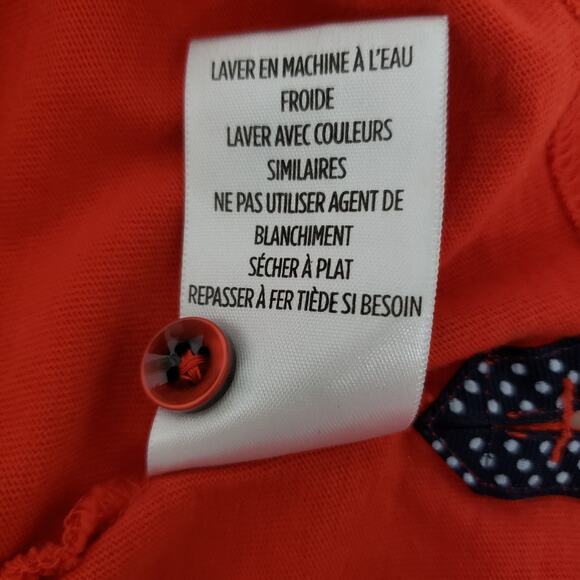 LAVER EN MACHINE À L'EAU
FROIDE
LAVER AVEC COULEURS
SIMILAIRES
NE PAS UTILISER AGENT DE
BLANCHIMENT
SÉCHER À PLAT
REPASSER À FER TIÈDE SI BESOIN